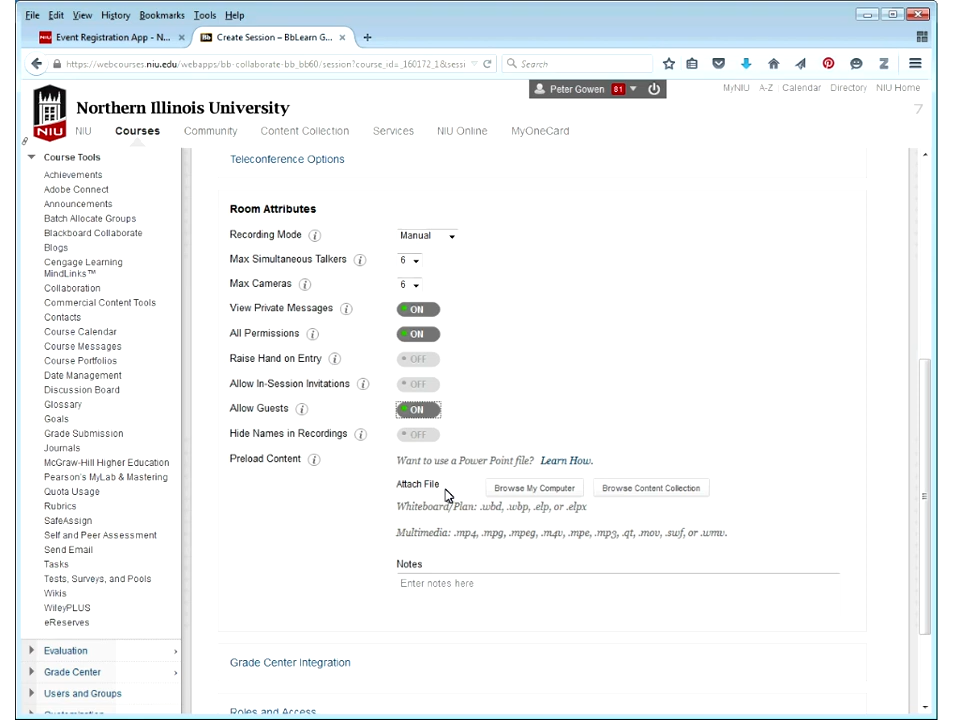 File Edit View History Bookmarks Tools Help
Event Registration App - N... × Create Session – BbLearn G... × +
https://webcourses.niu.edu/webapps/bb-collaborate-bb_bb60/session?course_id=_160172_1&sessi Search
Peter Gowen 81
MyNIU A-Z Calendar Directory NIU Home
Northern Illinois University
7
NIU
NIU Courses Community Content Collection Services NIU Online MyOneCard
Course Tools
Achievements
Adobe Connect
Announcements
Batch Allocate Groups
Blackboard Collaborate
Blogs
Cengage Learning
MindLinks™
Collaboration
Commercial Content Tools
Contacts
Course Calendar
Course Messages
Course Portfolios
Date Management
Discussion Board
Glossary
Goals
Grade Submission
Journals
McGraw-Hill Higher Education
Pearson's MyLab & Mastering
Quota Usage
Rubrics
SafeAssign
Self and Peer Assessment
Send Email
Tasks
Tests, Surveys, and Pools
Wikis
WileyPLUS
eReserves
Evaluation
Grade Center
Users and Groups
Customization
Teleconference Options
Room Attributes
Recording Mode i Manual
Max Simultaneous Talkers i 6
Max Cameras i 6
View Private Messages i ON
All Permissions i ON
Raise Hand on Entry i OFF
Allow In-Session Invitations i OFF
Allow Guests i ON
Hide Names in Recordings i OFF
Preload Content i Want to use a Power Point file? Learn How.
Attach File Browse My Computer Browse Content Collection
Whiteboard/Plan: .wbd, .wbp, .elp, or .elpx
Multimedia: .mp4, .mpg, .mpeg, .m4v, .mpe, .mp3, .qt, .mov, .swf, or .wmv.
Notes
Enter notes here
Grade Center Integration
Roles and Access